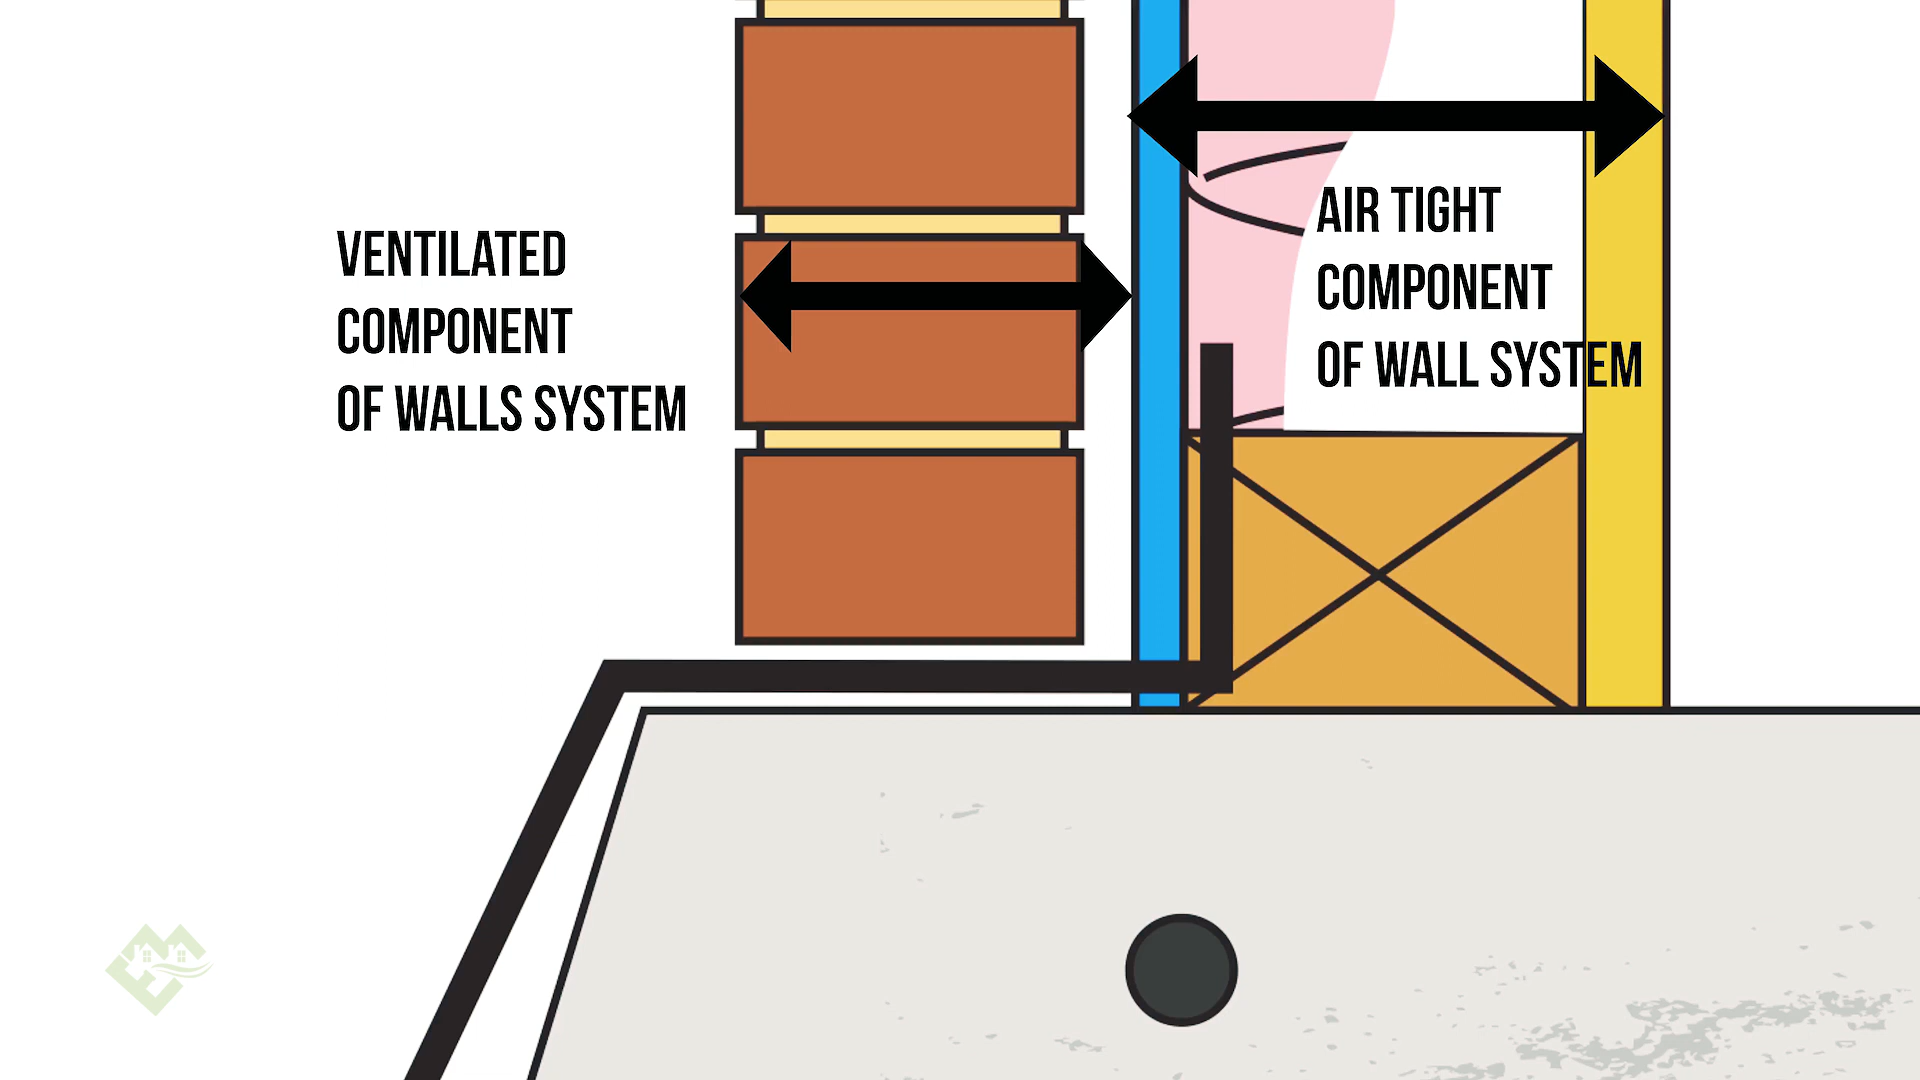 VENTILATED
COMPONENT
OF WALLS SYSTEM
AIR TIGHT
COMPONENT
OF WALL SYSTEM